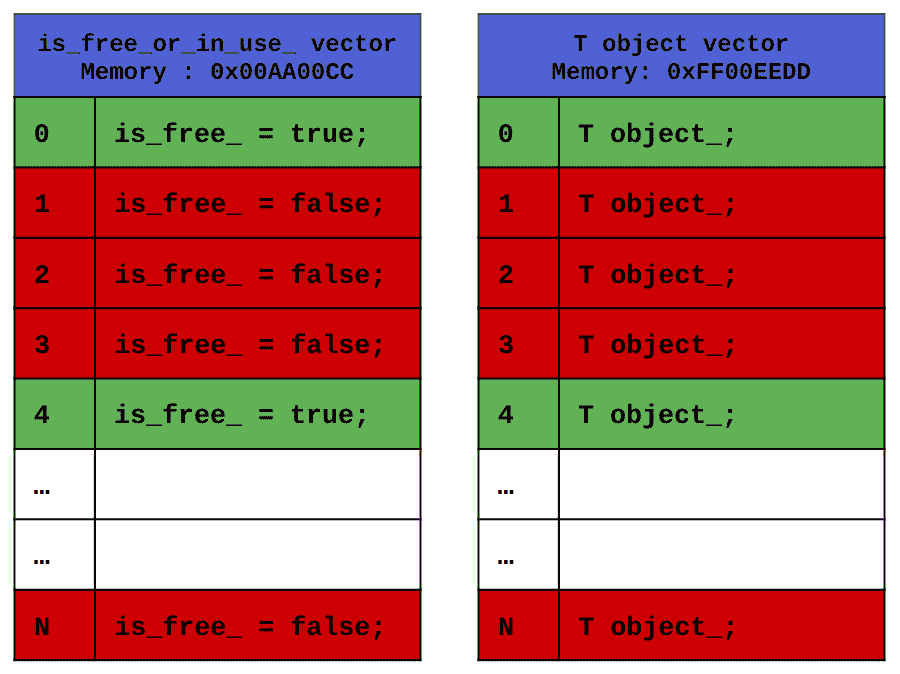 is_free_or_in_use_ vector
Memory : 0x00AA00CC
0 is_free_ = true;
1 is_free_ = false;
2 is_free_ = false;
3 is_free_ = false;
4 is_free_ = true;
…
…
N is_free_ = false;
T object vector
Memory: 0xFF00EEDD
0 T object_;
1 T object_;
2 T object_;
3 T object_;
4 T object_;
…
…
N T object_;